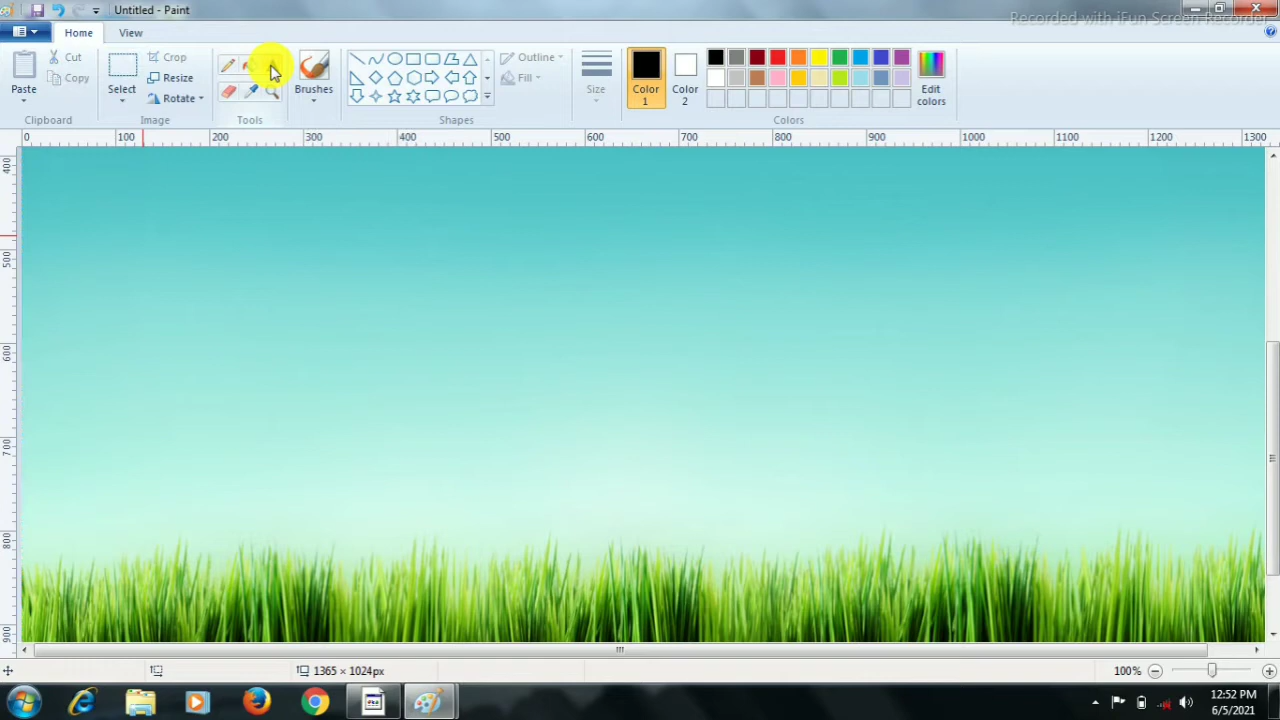 Untitled - Paint
Recorded with iFun Screen Recorder
Home
View
Paste
Cut
Copy
Clipboard
Select
Crop
Resize
Rotate
Image
Tools
Brushes
Outline
Fill
Shapes
Size
Color 1
Color 2
Edit colors
Colors
0 100 200 300 400 500 600 700 800 900 1000 1100 1200 1300
400
500
600
700
800
900
1365 × 1024px
100%
12:52 PM
6/5/2021